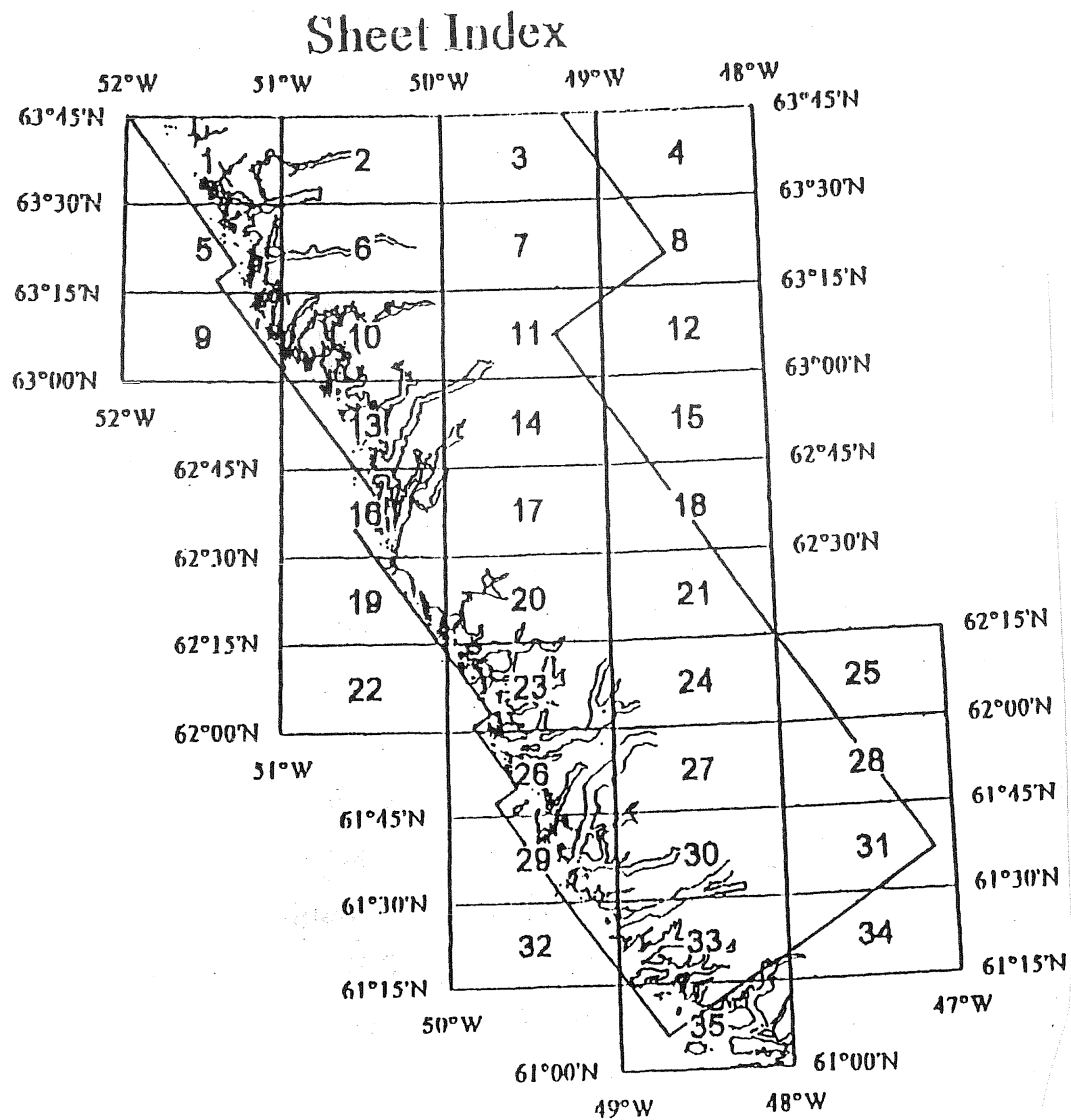 Sheet Index
52°W 51°W 50°W 49°W 48°W
63°45'N 63°45'N
1 2 3 4
63°30'N 63°30'N
5 6 7 8
63°15'N 63°15'N
9 10 11 12
63°00'N 63°00'N
52°W
13 14 15
62°45'N 62°45'N
16 17 18
62°30'N 62°30'N
19 20 21
62°15'N 62°15'N
22 23 24 25
62°00'N 62°00'N
51°W
26 27 28
61°45'N 61°45'N
29 30 31
61°30'N 61°30'N
32 33 34
61°15'N 61°15'N
50°W 47°W
35
61°00'N 61°00'N
49°W 48°W